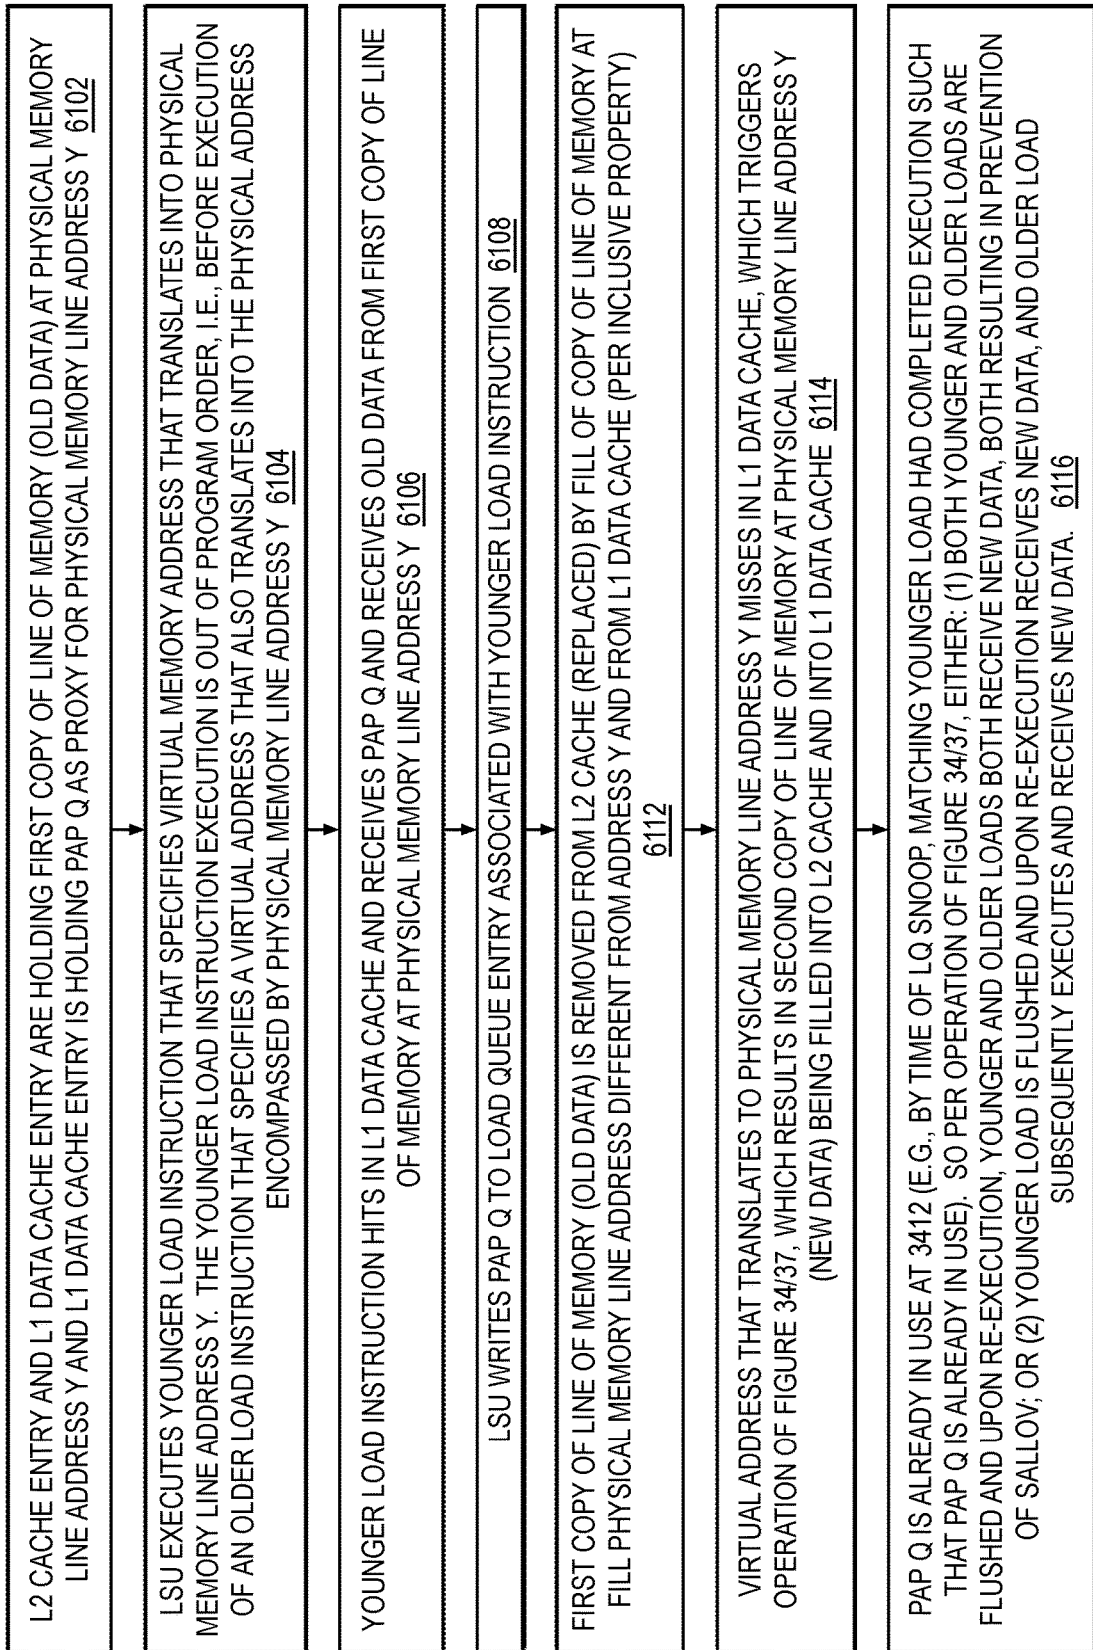 L2 CACHE ENTRY AND L1 DATA CACHE ENTRY ARE HOLDING FIRST COPY OF LINE OF MEMORY (OLD DATA) AT PHYSICAL MEMORY
LINE ADDRESS Y AND L1 DATA CACHE ENTRY IS HOLDING PAP Q AS PROXY FOR PHYSICAL MEMORY LINE ADDRESS Y 6102
LSU EXECUTES YOUNGER LOAD INSTRUCTION THAT SPECIFIES VIRTUAL MEMORY ADDRESS THAT TRANSLATES INTO PHYSICAL
MEMORY LINE ADDRESS Y. THE YOUNGER LOAD INSTRUCTION EXECUTION IS OUT OF PROGRAM ORDER, I.E., BEFORE EXECUTION
OF AN OLDER LOAD INSTRUCTION THAT SPECIFIES A VIRTUAL ADDRESS THAT ALSO TRANSLATES INTO THE PHYSICAL ADDRESS
ENCOMPASSED BY PHYSICAL MEMORY LINE ADDRESS Y 6104
YOUNGER LOAD INSTRUCTION HITS IN L1 DATA CACHE AND RECEIVES PAP Q AND RECEIVES OLD DATA FROM FIRST COPY OF LINE
OF MEMORY AT PHYSICAL MEMORY LINE ADDRESS Y 6106
LSU WRITES PAP Q TO LOAD QUEUE ENTRY ASSOCIATED WITH YOUNGER LOAD INSTRUCTION 6108
FIRST COPY OF LINE OF MEMORY (OLD DATA) IS REMOVED FROM L2 CACHE (REPLACED) BY FILL OF COPY OF LINE OF MEMORY AT
FILL PHYSICAL MEMORY LINE ADDRESS DIFFERENT FROM ADDRESS Y AND FROM L1 DATA CACHE (PER INCLUSIVE PROPERTY)
6112
VIRTUAL ADDRESS THAT TRANSLATES TO PHYSICAL MEMORY LINE ADDRESS Y MISSES IN L1 DATA CACHE, WHICH TRIGGERS
OPERATION OF FIGURE 34/37, WHICH RESULTS IN SECOND COPY OF LINE OF MEMORY AT PHYSICAL MEMORY LINE ADDRESS Y
(NEW DATA) BEING FILLED INTO L2 CACHE AND INTO L1 DATA CACHE 6114
PAP Q IS ALREADY IN USE AT 3412 (E.G., BY TIME OF LQ SNOOP, MATCHING YOUNGER LOAD HAD COMPLETED EXECUTION SUCH
THAT PAP Q IS ALREADY IN USE). SO PER OPERATION OF FIGURE 34/37, EITHER: (1) BOTH YOUNGER AND OLDER LOADS ARE
FLUSHED AND UPON RE-EXECUTION, YOUNGER AND OLDER LOADS BOTH RECEIVE NEW DATA, BOTH RESULTING IN PREVENTION
OF SALLOV; OR (2) YOUNGER LOAD IS FLUSHED AND UPON RE-EXECUTION RECEIVES NEW DATA, AND OLDER LOAD
SUBSEQUENTLY EXECUTES AND RECEIVES NEW DATA. 6116